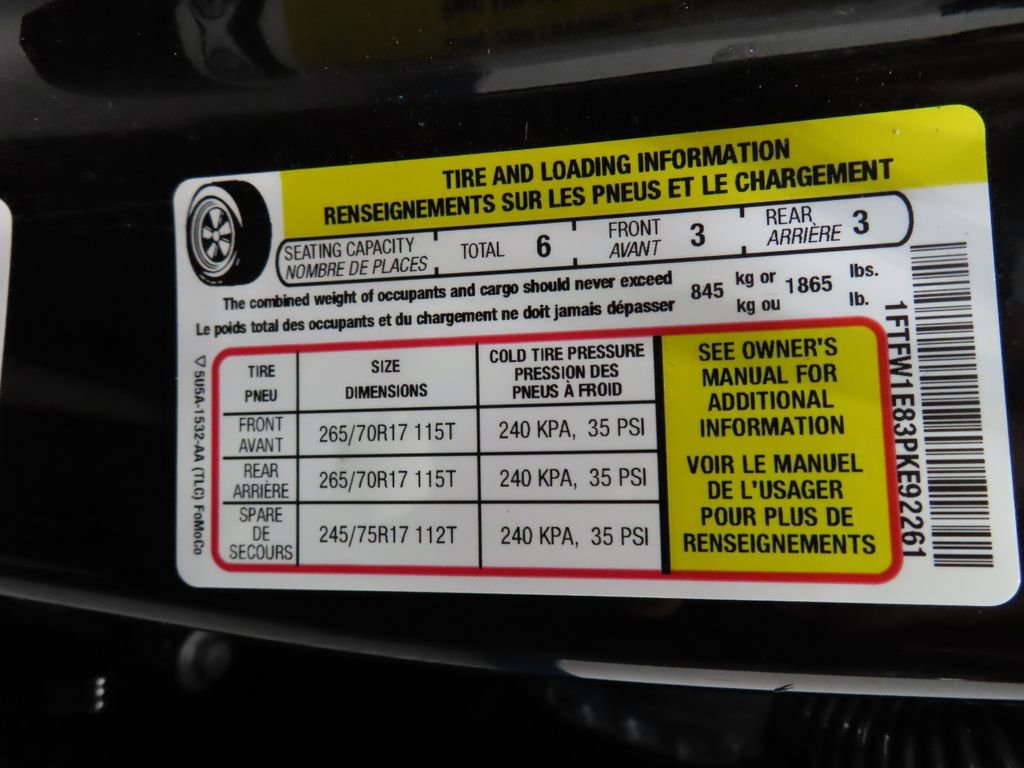 TIRE AND LOADING INFORMATION
RENSEIGNEMENTS SUR LES PNEUS ET LE CHARGEMENT
SEATING CAPACITY
NOMBRE DE PLACES
TOTAL 6
FRONT
AVANT
3
REAR
ARRIÈRE
3
The combined weight of occupants and cargo should never exceed
Le poids total des occupants et du chargement ne doit jamais dépasser
845
kg or
kg ou
1865
lbs.
lb.
TIRE
PNEU
SIZE
DIMENSIONS
COLD TIRE PRESSURE
PRESSION DES
PNEUS À FROID
FRONT
AVANT
265/70R17 115T
240 KPA, 35 PSI
REAR
ARRIÈRE
265/70R17 115T
240 KPA, 35 PSI
SPARE
DE
SECOURS
245/75R17 112T
240 KPA, 35 PSI
SEE OWNER'S
MANUAL FOR
ADDITIONAL
INFORMATION
VOIR LE MANUEL
DE L'USAGER
POUR PLUS DE
RENSEIGNEMENTS
5U5A-1532-AA (TLC) FoMoCo
1FTFW1E83PKE92261